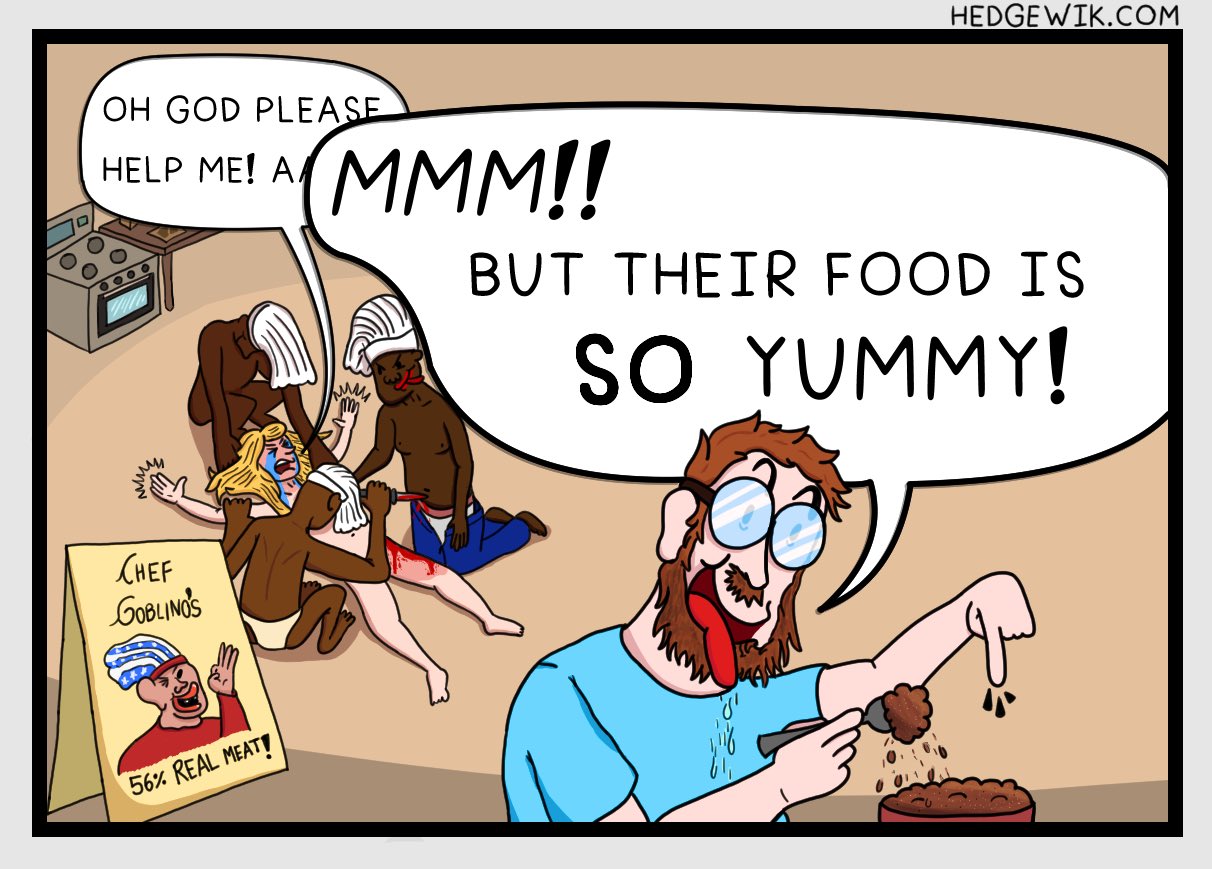 HEDGEWIK.COM
OH GOD PLEASE
HELP ME! AA
MMM!!
BUT THEIR FOOD IS
SO YUMMY!
CHEF
GOBLINO'S
56% REAL MEAT!